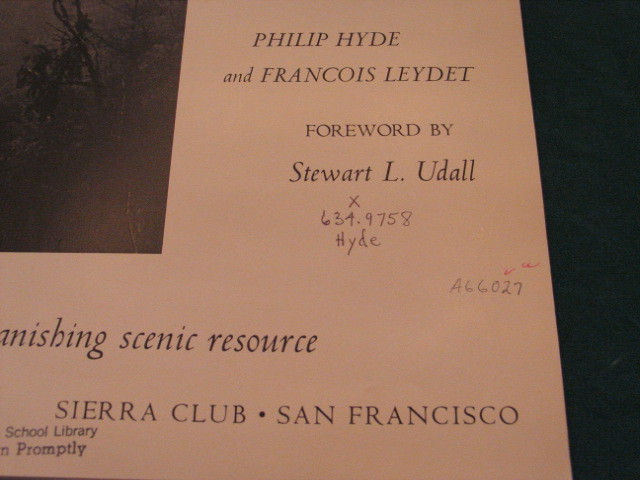 PHILIP HYDE
and FRANCOIS LEYDET
FOREWORD BY
Stewart L. Udall
X
634.9758
Hyde
A66027
anishing scenic resource
SIERRA CLUB • SAN FRANCISCO
School Library
n Promptly